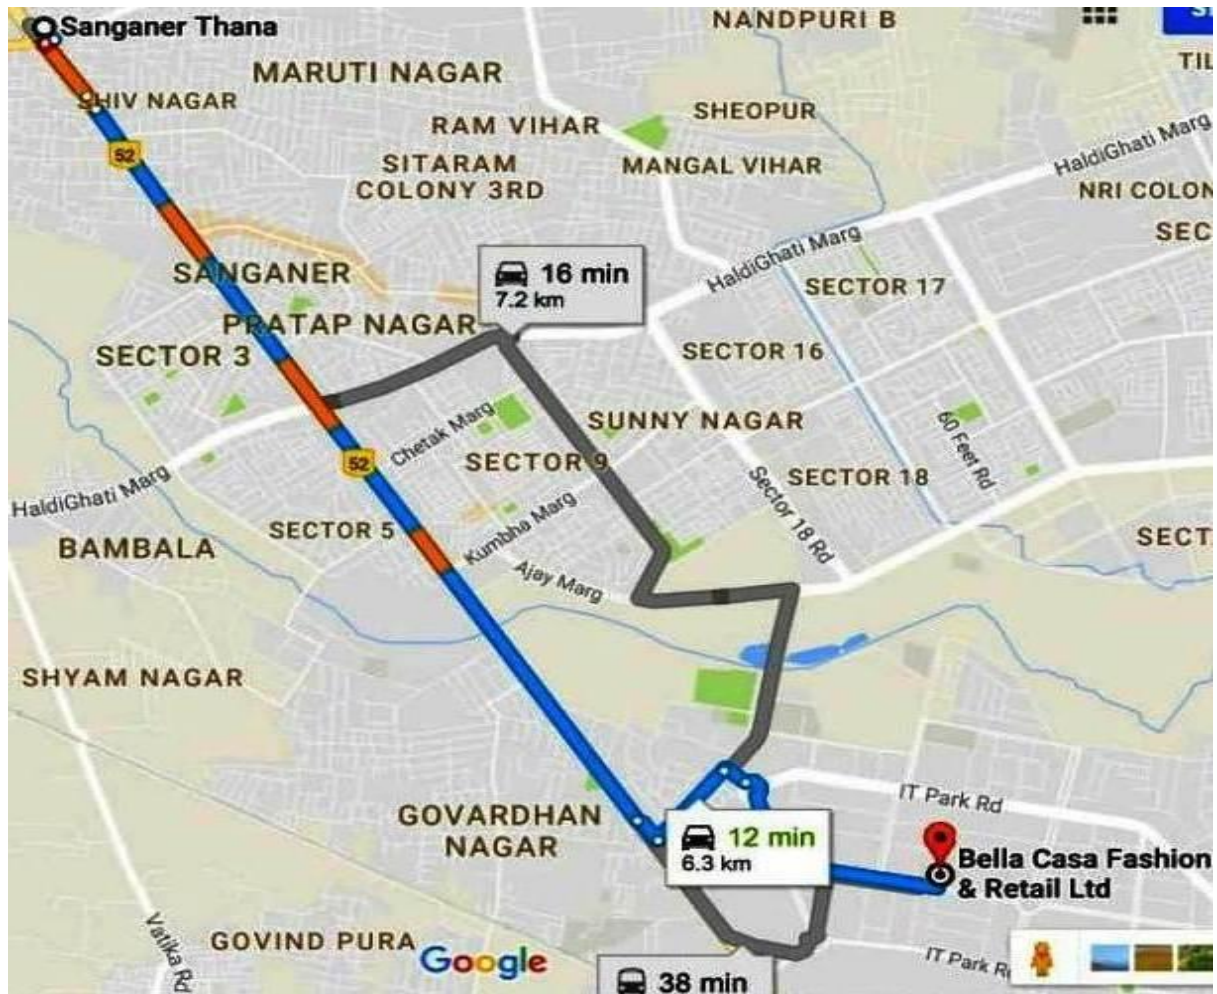 Sanganer Thana
NANDPURI B
MARUTI NAGAR
SHIV NAGAR
SHEOPUR
RAM VIHAR
HaldiGhati Marg
52
SITARAM
COLONY 3RD
MANGAL VIHAR
NRI COLON
SEC
HaldiGhati Marg
SANGANER
16 min
7.2 km
SECTOR 17
PRATAP NAGAR
SECTOR 3
SECTOR 16
Chetak Marg
SUNNY NAGAR
60 Feet Rd
52
SECTOR 9
SECTOR 18
HaldiGhati Marg
Sector 18 Rd
SECTOR 5
Kumbha Marg
BAMBALA
SECT
Ajay Marg
SHYAM NAGAR
IT Park Rd
GOVARDHAN
NAGAR
12 min
6.3 km
Bella Casa Fashion
& Retail Ltd
Vatika Rd
GOVIND PURA
Google
IT Park R
38 min